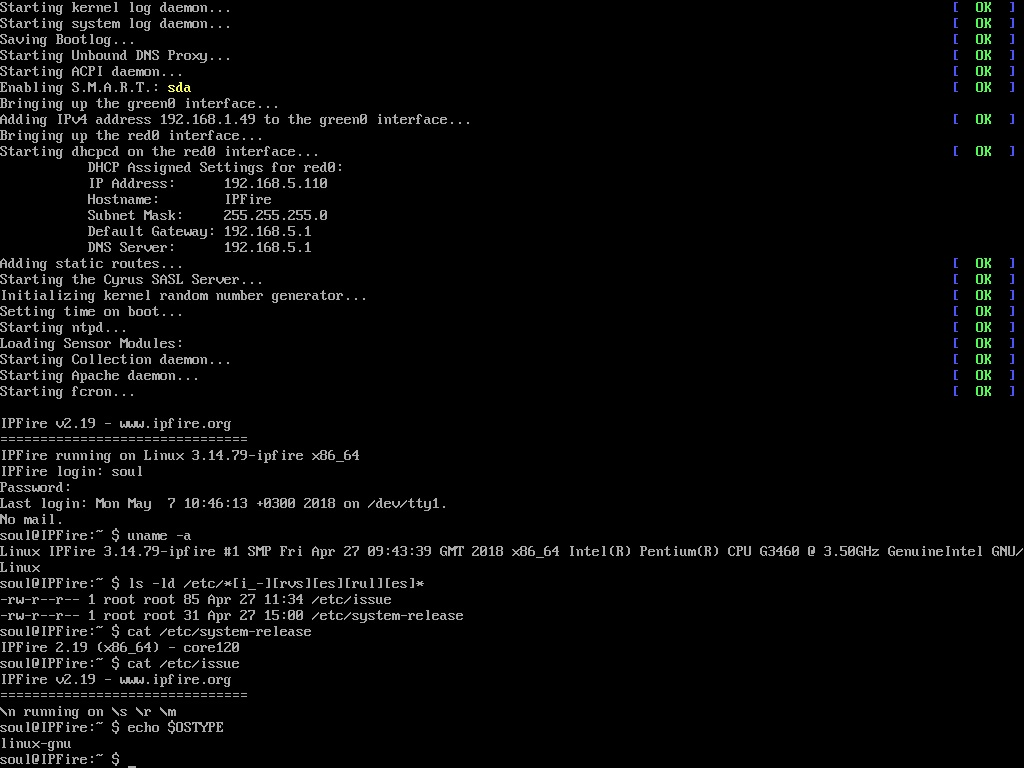 Starting kernel log daemon... [ OK ]
Starting system log daemon... [ OK ]
Saving Bootlog... [ OK ]
Starting Unbound DNS Proxy... [ OK ]
Starting ACPI daemon... [ OK ]
Enabling S.M.A.R.T.: sda [ OK ]
Bringing up the green0 interface...
Adding IPv4 address 192.168.1.49 to the green0 interface... [ OK ]
Bringing up the red0 interface...
Starting dhcpcd on the red0 interface... [ OK ]
DHCP Assigned Settings for red0:
IP Address: 192.168.5.110
Hostname: IPFire
Subnet Mask: 255.255.255.0
Default Gateway: 192.168.5.1
DNS Server: 192.168.5.1
Adding static routes... [ OK ]
Starting the Cyrus SASL Server... [ OK ]
Initializing kernel random number generator... [ OK ]
Setting time on boot... [ OK ]
Starting ntpd... [ OK ]
Loading Sensor Modules: [ OK ]
Starting Collection daemon... [ OK ]
Starting Apache daemon... [ OK ]
Starting fcron... [ OK ]
IPFire v2.19 - www.ipfire.org
===============================
IPFire running on Linux 3.14.79-ipfire x86_64
IPFire login: soul
Password:
Last login: Mon May  7 10:46:13 +0300 2018 on /dev/tty1.
No mail.
soul@IPFire:~ $ uname -a
Linux IPFire 3.14.79-ipfire #1 SMP Fri Apr 27 09:43:39 GMT 2018 x86_64 Intel(R) Pentium(R) CPU G3460 @ 3.50GHz GenuineIntel GNU/
Linux
soul@IPFire:~ $ ls -ld /etc/*[i_-][rvs][es][rul][es]*
-rw-r--r-- 1 root root 85 Apr 27 11:34 /etc/issue
-rw-r--r-- 1 root root 31 Apr 27 15:00 /etc/system-release
soul@IPFire:~ $ cat /etc/system-release
IPFire 2.19 (x86_64) - core120
soul@IPFire:~ $ cat /etc/issue
IPFire v2.19 - www.ipfire.org
===============================
\n running on \s \r \m
soul@IPFire:~ $ echo $OSTYPE
linux-gnu
soul@IPFire:~ $ _